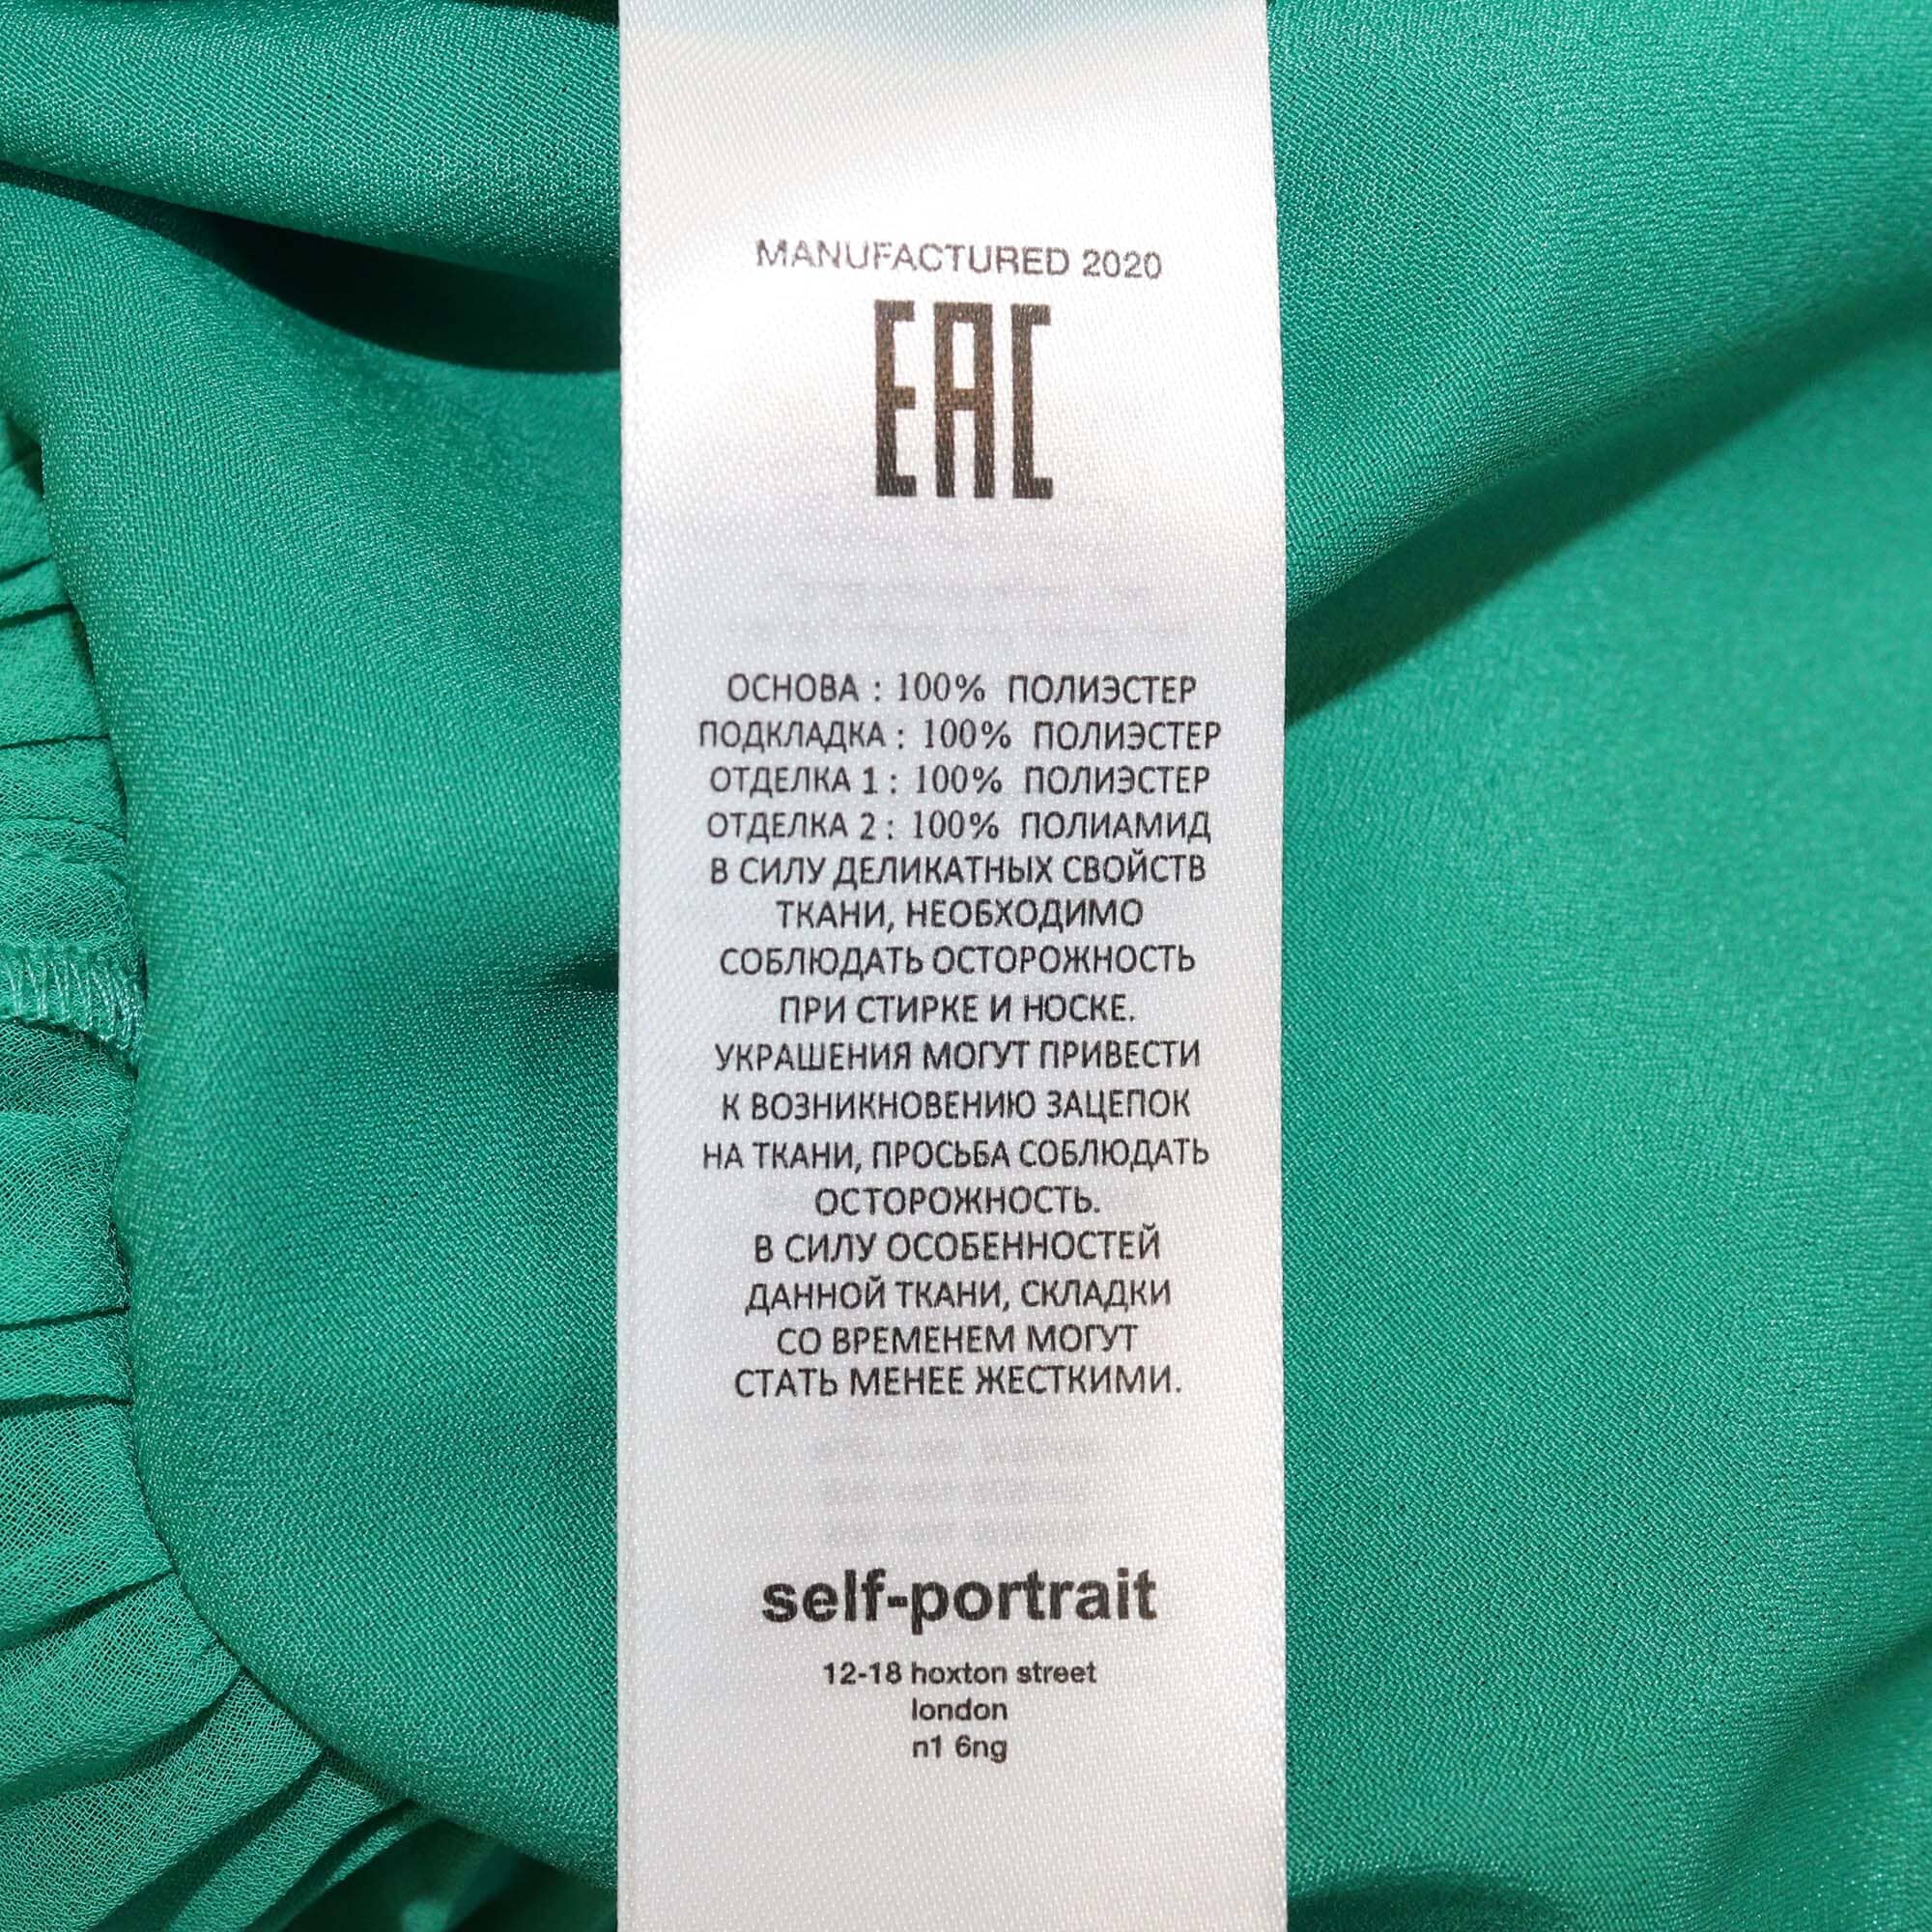 MANUFACTURED 2020
EAC
ОСНОВА : 100% ПОЛИЭСТЕР
ПОДКЛАДКА : 100% ПОЛИЭСТЕР
ОТДЕЛКА 1 : 100% ПОЛИЭСТЕР
ОТДЕЛКА 2 : 100% ПОЛИАМИД
В СИЛУ ДЕЛИКАТНЫХ СВОЙСТВ
ТКАНИ, НЕОБХОДИМО
СОБЛЮДАТЬ ОСТОРОЖНОСТЬ
ПРИ СТИРКЕ И НОСКЕ.
УКРАШЕНИЯ МОГУТ ПРИВЕСТИ
К ВОЗНИКНОВЕНИЮ ЗАЦЕПОК
НА ТКАНИ, ПРОСЬБА СОБЛЮДАТЬ
ОСТОРОЖНОСТЬ.
В СИЛУ ОСОБЕННОСТЕЙ
ДАННОЙ ТКАНИ, СКЛАДКИ
СО ВРЕМЕНЕМ МОГУТ
СТАТЬ МЕНЕЕ ЖЕСТКИМИ.
self-portrait
12-18 hoxton street
london
n1 6ng